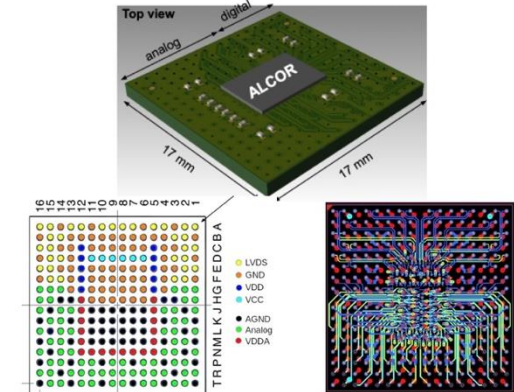 Top view
digital
analog
ALCOR
17 mm
17 mm
16 15 14 13 12 11 10 9 8 7 6 5 4 3 2 1
A
B
C
D
E
F
G
H
J
K
L
M
N
P
R
T
LVDS
GND
VDD
VCC
AGND
Analog
VDDA